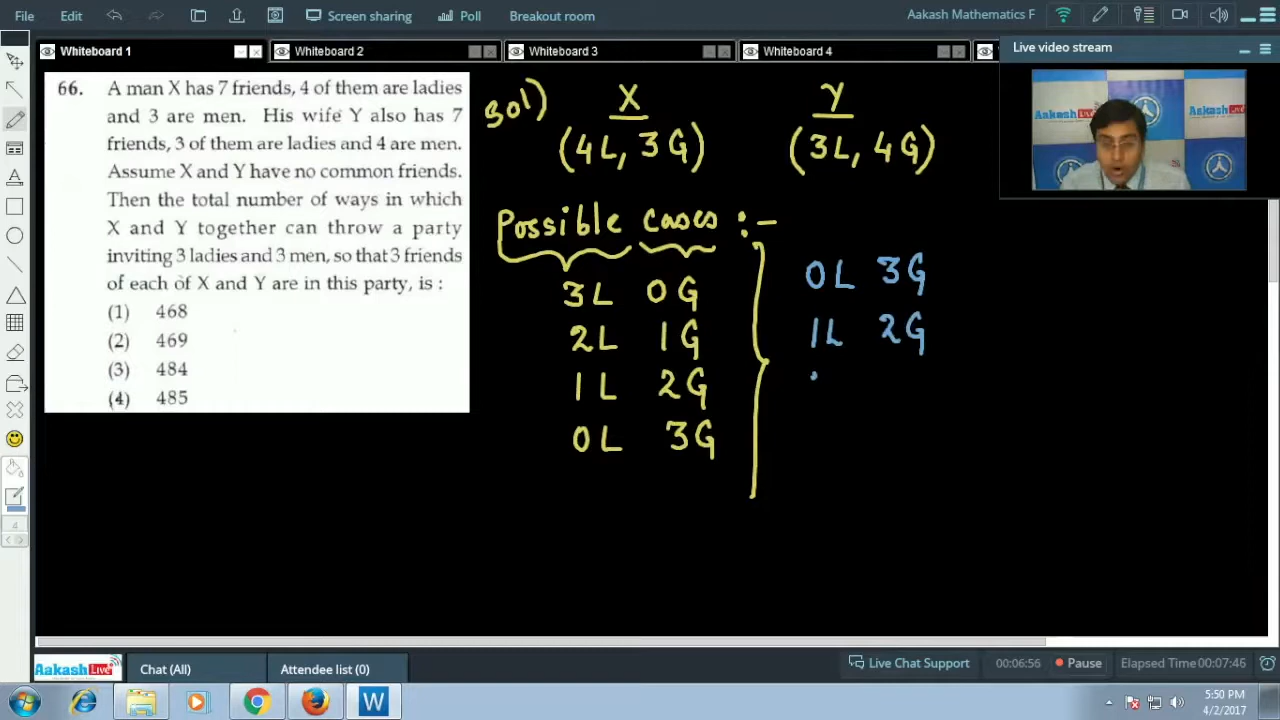 File Edit Screen sharing Poll Breakout room Aakash Mathematics F
Whiteboard 1 Whiteboard 2 Whiteboard 3 Whiteboard 4 Live video stream
66. A man X has 7 friends, 4 of them are ladies
and 3 are men. His wife Y also has 7
friends, 3 of them are ladies and 4 are men.
Assume X and Y have no common friends.
Then the total number of ways in which
X and Y together can throw a party
inviting 3 ladies and 3 men, so that 3 friends
of each of X and Y are in this party, is :
(1) 468
(2) 469
(3) 484
(4) 485
Sol) X Y
(4L, 3G) (3L, 4G)
Possible cases :-
3L 0G
2L 1G
1L 2G
0L 3G
0L 3G
1L 2G
Aakash Live Chat (All) Attendee list (0) Live Chat Support 00:06:56 Pause Elapsed Time 00:07:46
5:50 PM
4/2/2017